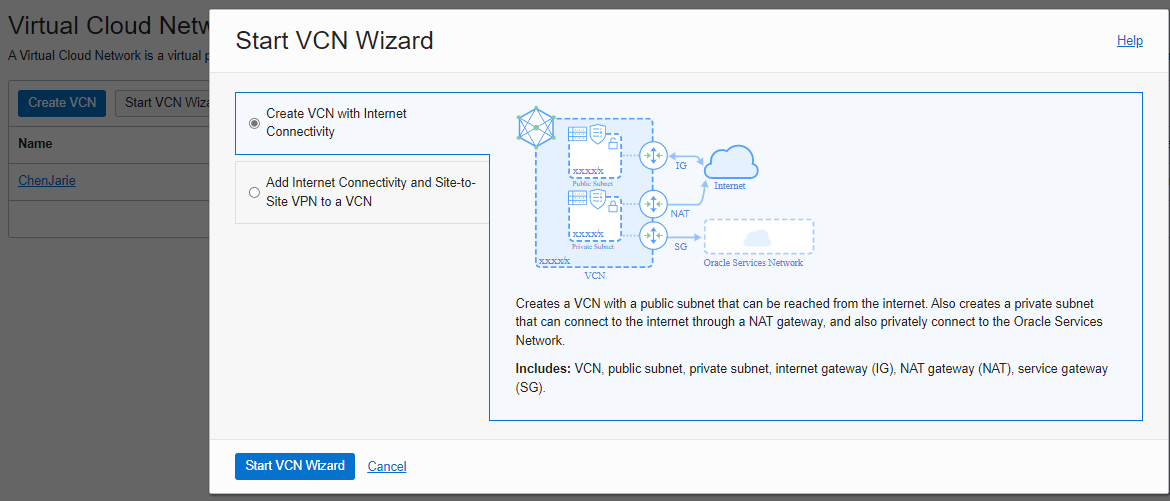 Virtual Cloud Netw
A Virtual Cloud Network is a virtual p
Create VCN
Start VCN Wiza
Name
ChenJarie
Start VCN Wizard
Help
Create VCN with Internet
Connectivity
Add Internet Connectivity and Site-to-
Site VPN to a VCN
xxxx/x
Public Subnet
IG
Internet
xxxx/x
Private Subnet
NAT
SG
xxxx/x
VCN
Oracle Services Network
Creates a VCN with a public subnet that can be reached from the internet. Also creates a private subnet
that can connect to the internet through a NAT gateway, and also privately connect to the Oracle Services
Network.
Includes: VCN, public subnet, private subnet, internet gateway (IG), NAT gateway (NAT), service gateway
(SG).
Start VCN Wizard
Cancel